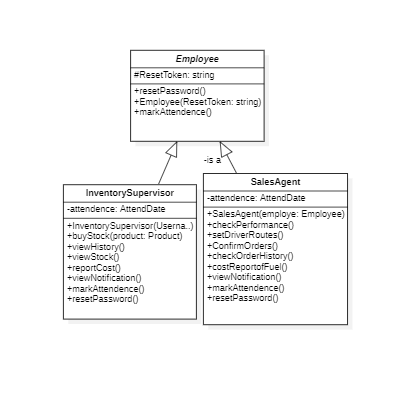 Employee
#ResetToken: string
+resetPassword()
+Employee(ResetToken: string)
+markAttendence()
-is a
InventorySupervisor
-attendence: AttendDate
+InventorySupervisor(Userna..)
+buyStock(product: Product)
+viewHistory()
+viewStock()
+reportCost()
+viewNotification()
+markAttendence()
+resetPassword()
SalesAgent
-attendence: AttendDate
+SalesAgent(employe: Employee)
+checkPerformance()
+setDriverRoutes()
+ConfirmOrders()
+checkOrderHistory()
+costReportofFuel()
+viewNotification()
+markAttendence()
+resetPassword()